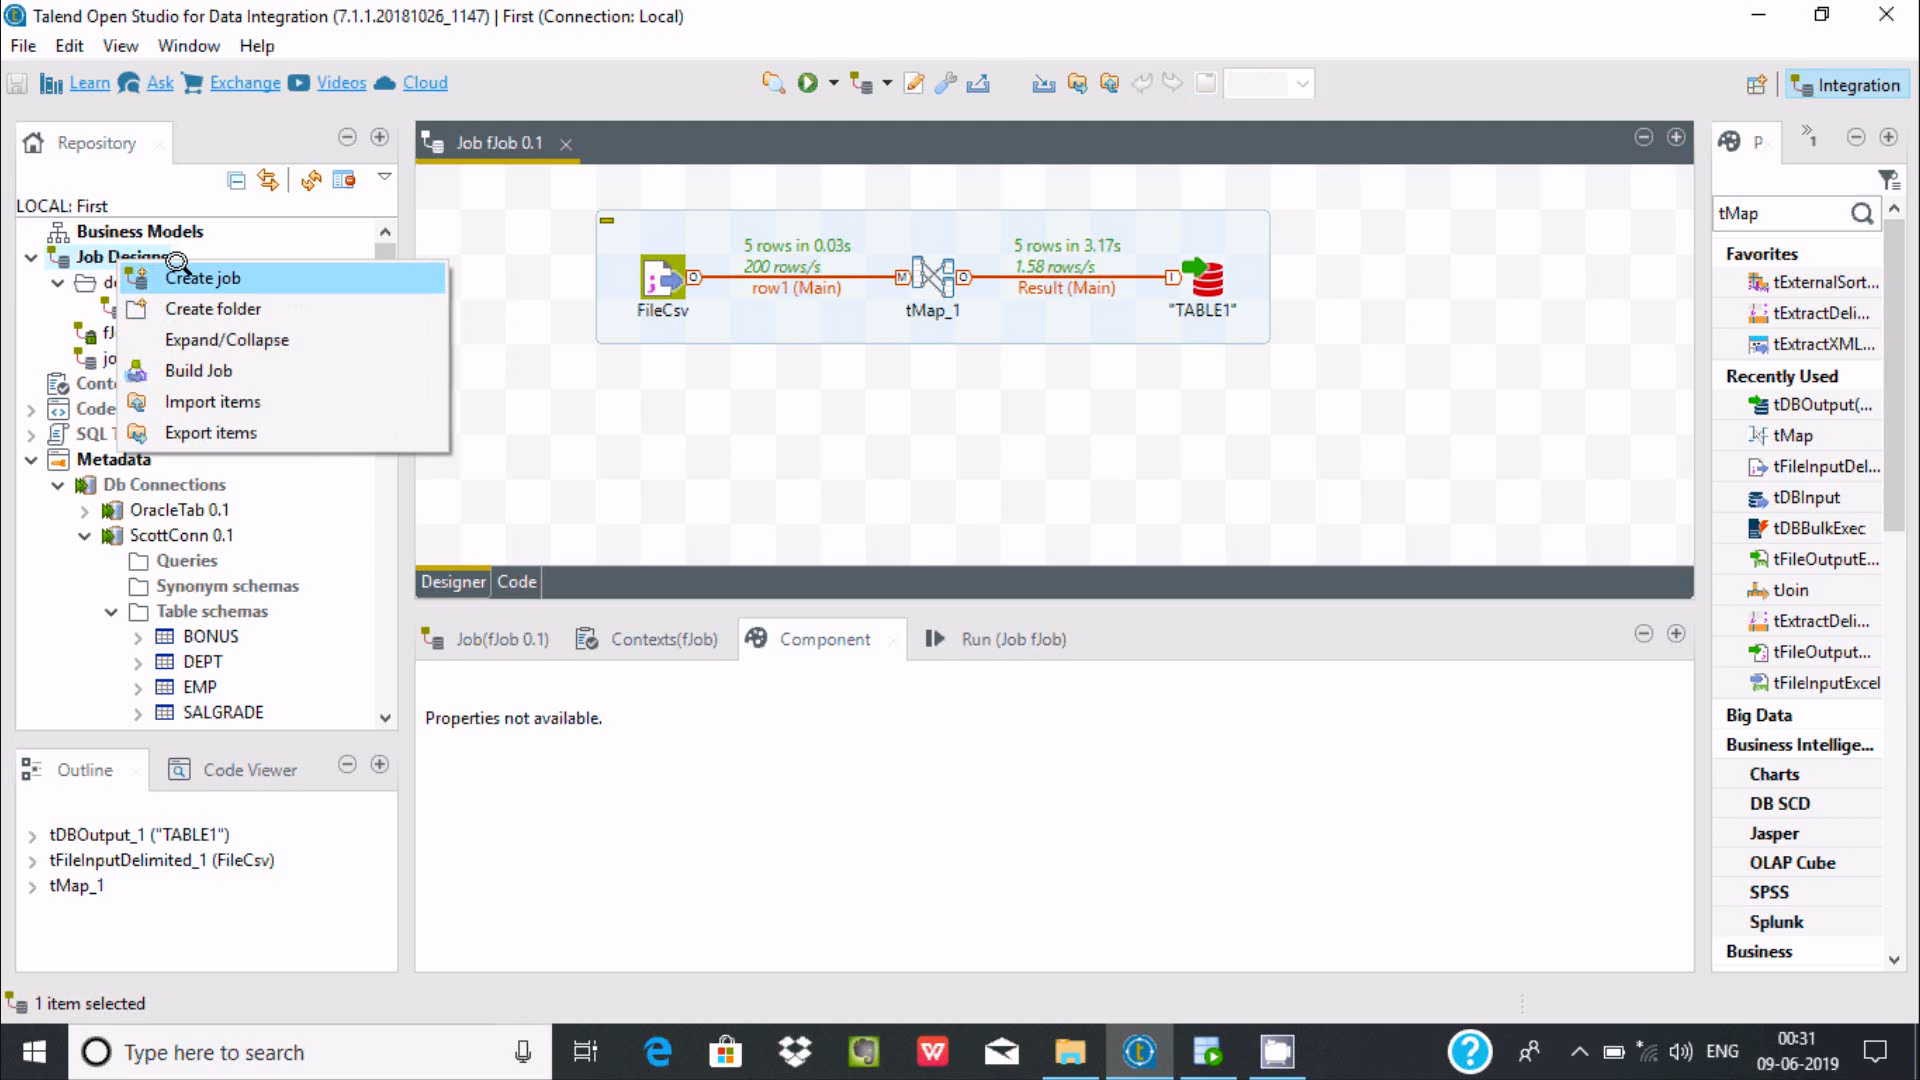 Talend Open Studio for Data Integration (7.1.1.20181026_1147) | First (Connection: Local)
File Edit View Window Help
Learn Ask Exchange Videos Cloud
Integration
Repository
LOCAL: First
Business Models
Job Designs
Create job
Create folder
Expand/Collapse
Build Job
Import items
Export items
Code
SQL T
Metadata
Db Connections
OracleTab 0.1
ScottConn 0.1
Queries
Synonym schemas
Table schemas
BONUS
DEPT
EMP
SALGRADE
Outline
Code Viewer
tDBOutput_1 ("TABLE1")
tFileInputDelimited_1 (FileCsv)
tMap_1
Job fJob 0.1
5 rows in 0.03s
200 rows/s
row1 (Main)
5 rows in 3.17s
1.58 rows/s
Result (Main)
FileCsv
tMap_1
"TABLE1"
Designer Code
Job(fJob 0.1)
Contexts(fJob)
Component
Run (Job fJob)
Properties not available.
P
tMap
Favorites
tExternalSort...
tExtractDeli...
tExtractXML...
Recently Used
tDBOutput(...
tMap
tFileInputDel...
tDBInput
tDBBulkExec
tFileOutputE...
tJoin
tExtractDeli...
tFileOutput...
tFileInputExcel
Big Data
Business Intellige...
Charts
DB SCD
Jasper
OLAP Cube
SPSS
Splunk
Business
1 item selected
Type here to search
ENG
00:31
09-06-2019